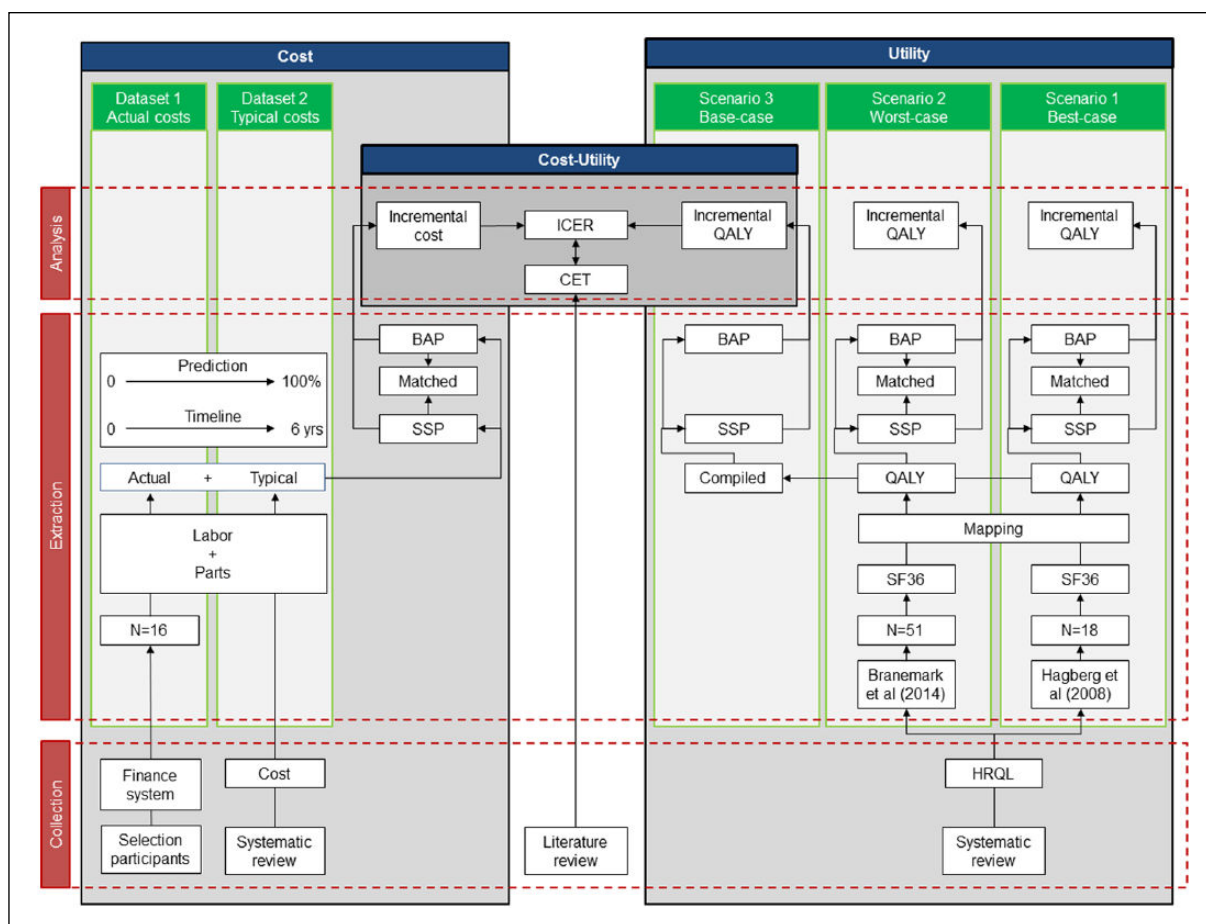 Cost
Utility
Dataset 1
Actual costs
Dataset 2
Typical costs
Scenario 3
Base-case
Scenario 2
Worst-case
Scenario 1
Best-case
Cost-Utility
Analysis
Incremental
cost
ICER
Incremental
QALY
Incremental
QALY
Incremental
QALY
CET
Extraction
BAP
BAP
BAP
BAP
Prediction
0
100%
Matched
Matched
Matched
Timeline
0
6 yrs
SSP
SSP
SSP
SSP
Actual + Typical
Compiled
QALY
QALY
Labor
+
Parts
Mapping
SF36
SF36
N=16
N=51
N=18
Branemark
et al (2014)
Hagberg et
al (2008)
Collection
Finance
system
Cost
HRQL
Selection
participants
Systematic
review
Literature
review
Systematic
review